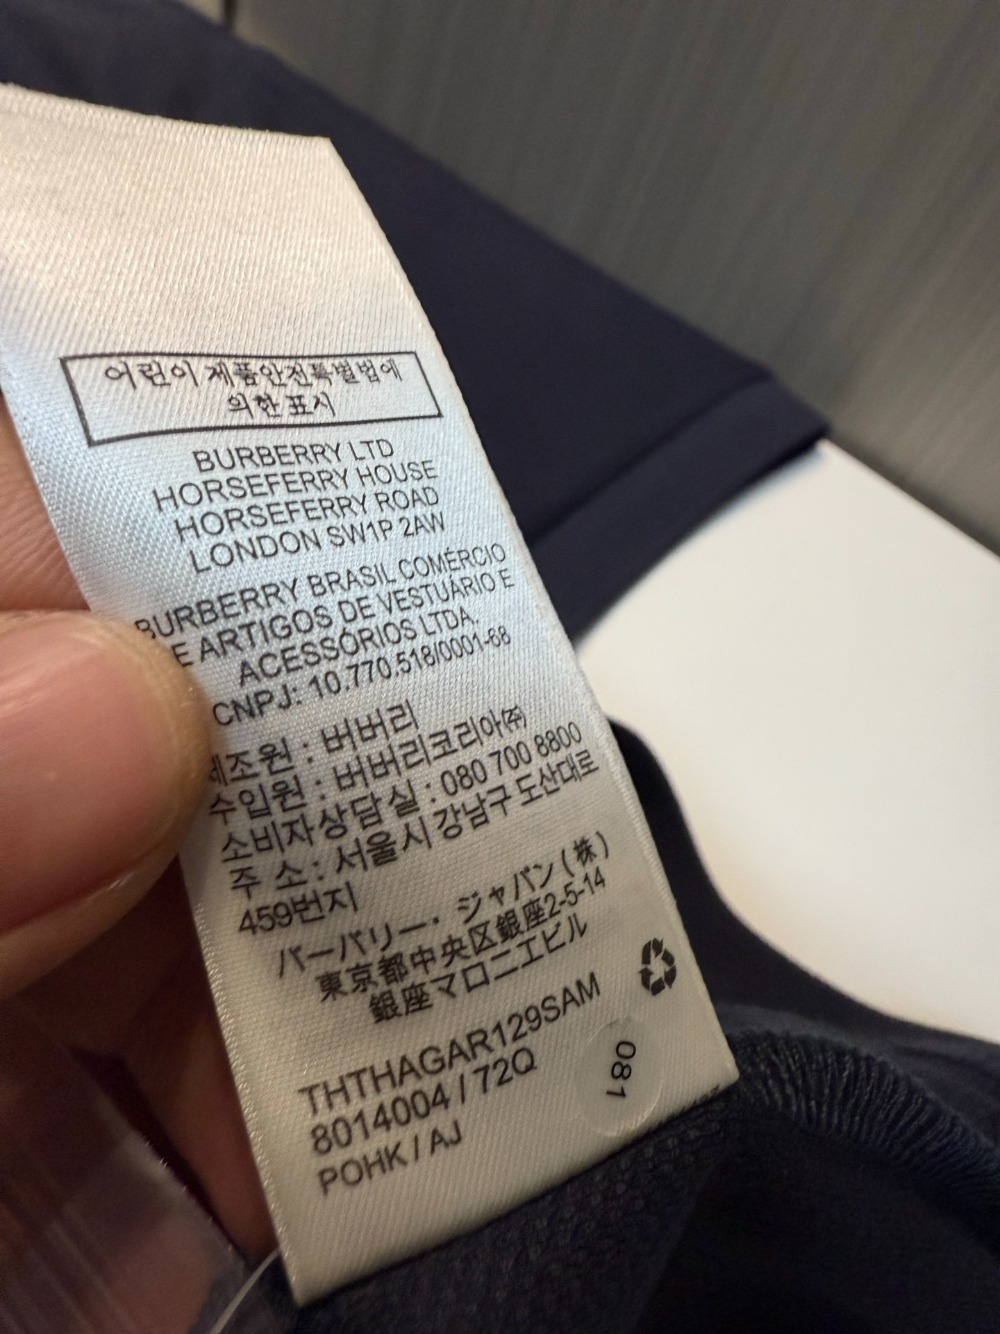 어린이제품안전특별법에
의한 표시
BURBERRY LTD
HORSEFERRY HOUSE
HORSEFERRY ROAD
LONDON SW1P 2AW
BURBERRY BRASIL COMÉRCIO
E ARTIGOS DE VESTUÁRIO E
ACESSÓRIOS LTDA.
CNPJ: 10.770.518/0001-68
제조원 : 버버리
수입원 : 버버리코리아㈜
소비자상담실 : 080 700 8800
주 소 : 서울시 강남구 도산대로
459번지
バーバリー・ジャパン(株)
東京都中央区銀座2-5-14
銀座マロニエビル
THTHAGAR129SAM
8014004 / 72Q
POHK / AJ
081